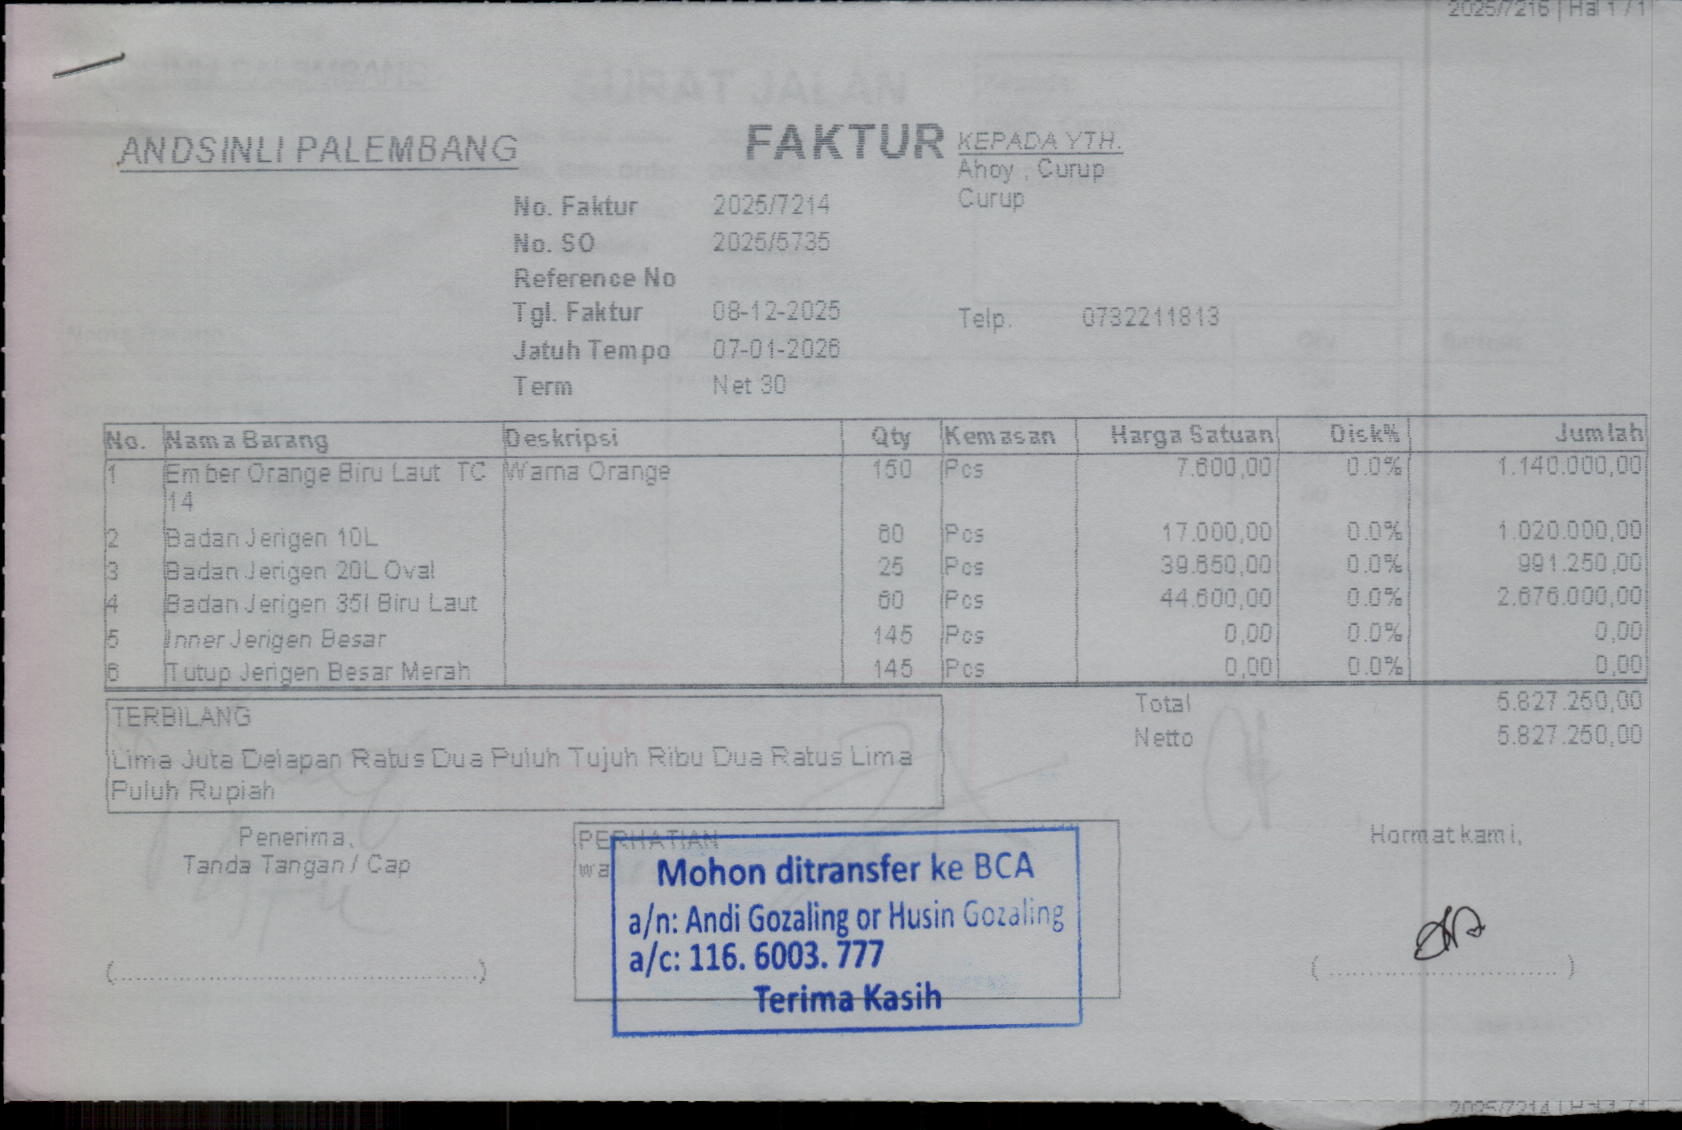 2025/7216 | Hal 1 / 1
SURAT JALAN
ANDSINLI PALEMBANG
FAKTUR
KEPADA YTH.
Ahoy , Curup
Curup
No. Faktur 2025/7214
No. SO 2025/5735
Reference No
Tgl. Faktur 08-12-2025
Telp. 0732211813
Jatuh Tempo 07-01-2026
Term Net 30
No. Nama Barang Deskripsi Qty Kemasan Harga Satuan Disk% Jumlah
1 Ember Orange Biru Laut TC Warna Orange 150 Pcs 7.600,00 0.0% 1.140.000,00
14
2 Badan Jerigen 10L 60 Pcs 17.000,00 0.0% 1.020.000,00
3 Badan Jerigen 20L Oval 25 Pcs 39.650,00 0.0% 991.250,00
4 Badan Jerigen 35l Biru Laut 60 Pcs 44.600,00 0.0% 2.676.000,00
5 Inner Jerigen Besar 145 Pcs 0,00 0.0% 0,00
6 Tutup Jerigen Besar Merah 145 Pcs 0,00 0.0% 0,00
Total 5.827.250,00
Netto 5.827.250,00
TERBILANG
Lima Juta Delapan Ratus Dua Puluh Tujuh Ribu Dua Ratus Lima
Puluh Rupiah
Penerima,
Tanda Tangan / Cap
PERHATIAN
Mohon ditransfer ke BCA
a/n: Andi Gozaling or Husin Gozaling
a/c: 116. 6003. 777
Terima Kasih
Hormat kami,
(..............................................)
( .............................. )
2025/7214 | Hal 1 / 1